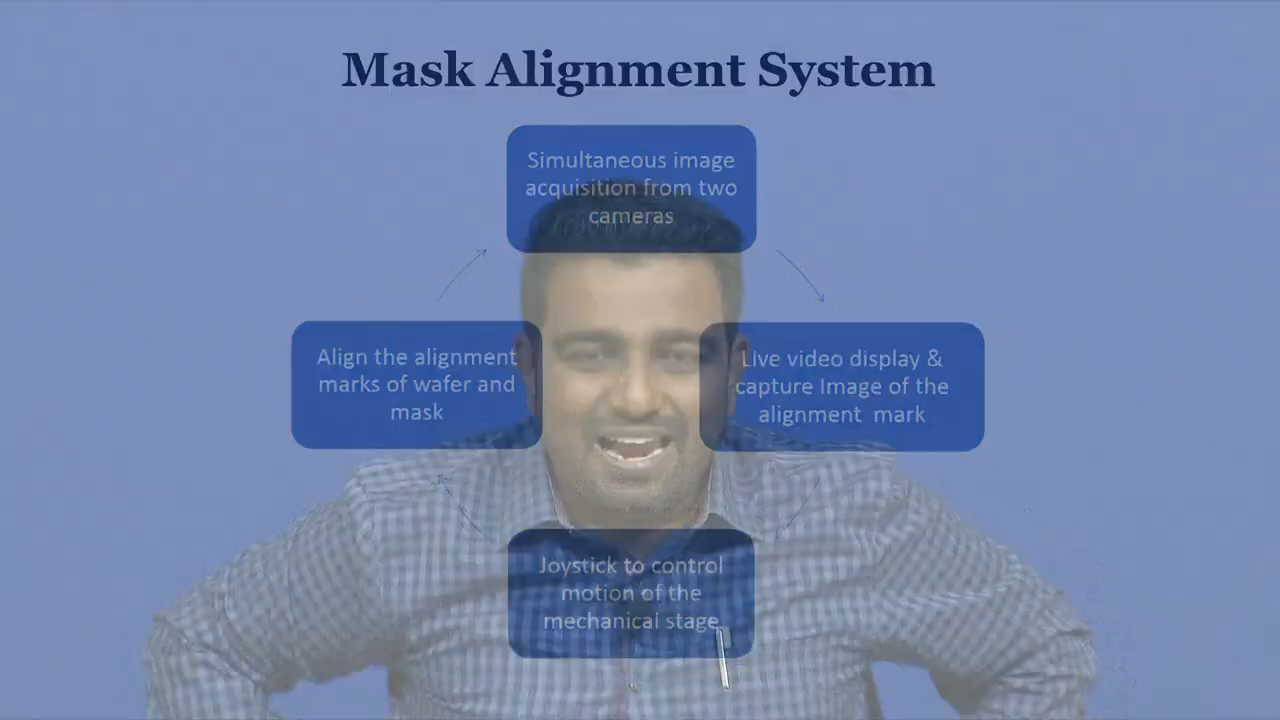 Mask Alignment System
Simultaneous image
acquisition from two
cameras
Align the alignment
marks of wafer and
mask
Live video display &
capture Image of the
alignment mark
Joystick to control
motion of the
mechanical stage